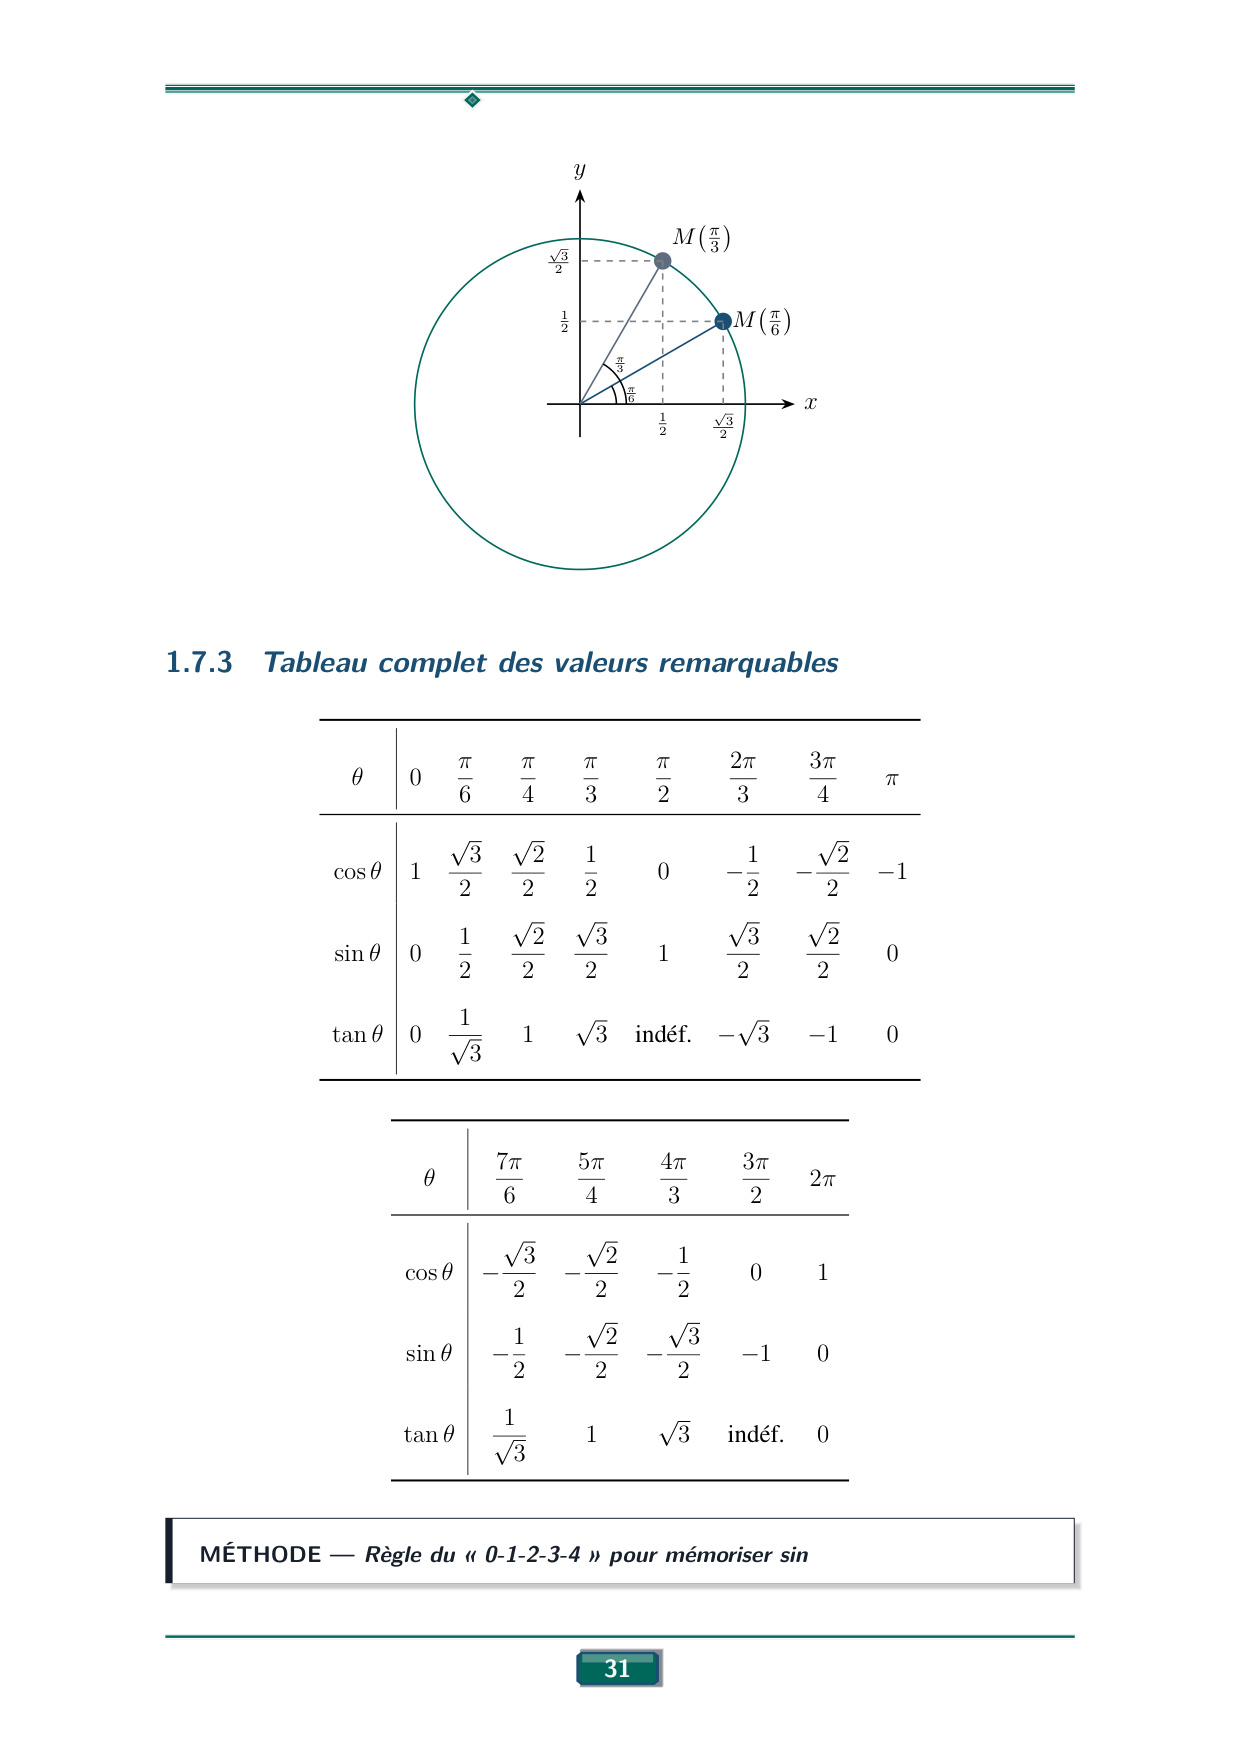 y
M(π/3)
√3/2
1/2
M(π/6)
π/3
π/6
x
1/2 √3/2
1.7.3 Tableau complet des valeurs remarquables
θ 0 π/6 π/4 π/3 π/2 2π/3 3π/4 π
cos θ 1 √3/2 √2/2 1/2 0 −1/2 −√2/2 −1
sin θ 0 1/2 √2/2 √3/2 1 √3/2 √2/2 0
tan θ 0 1/√3 1 √3 indéf. −√3 −1 0
θ 7π/6 5π/4 4π/3 3π/2 2π
cos θ −√3/2 −√2/2 −1/2 0 1
sin θ −1/2 −√2/2 −√3/2 −1 0
tan θ 1/√3 1 √3 indéf. 0
MÉTHODE — Règle du « 0-1-2-3-4 » pour mémoriser sin
31